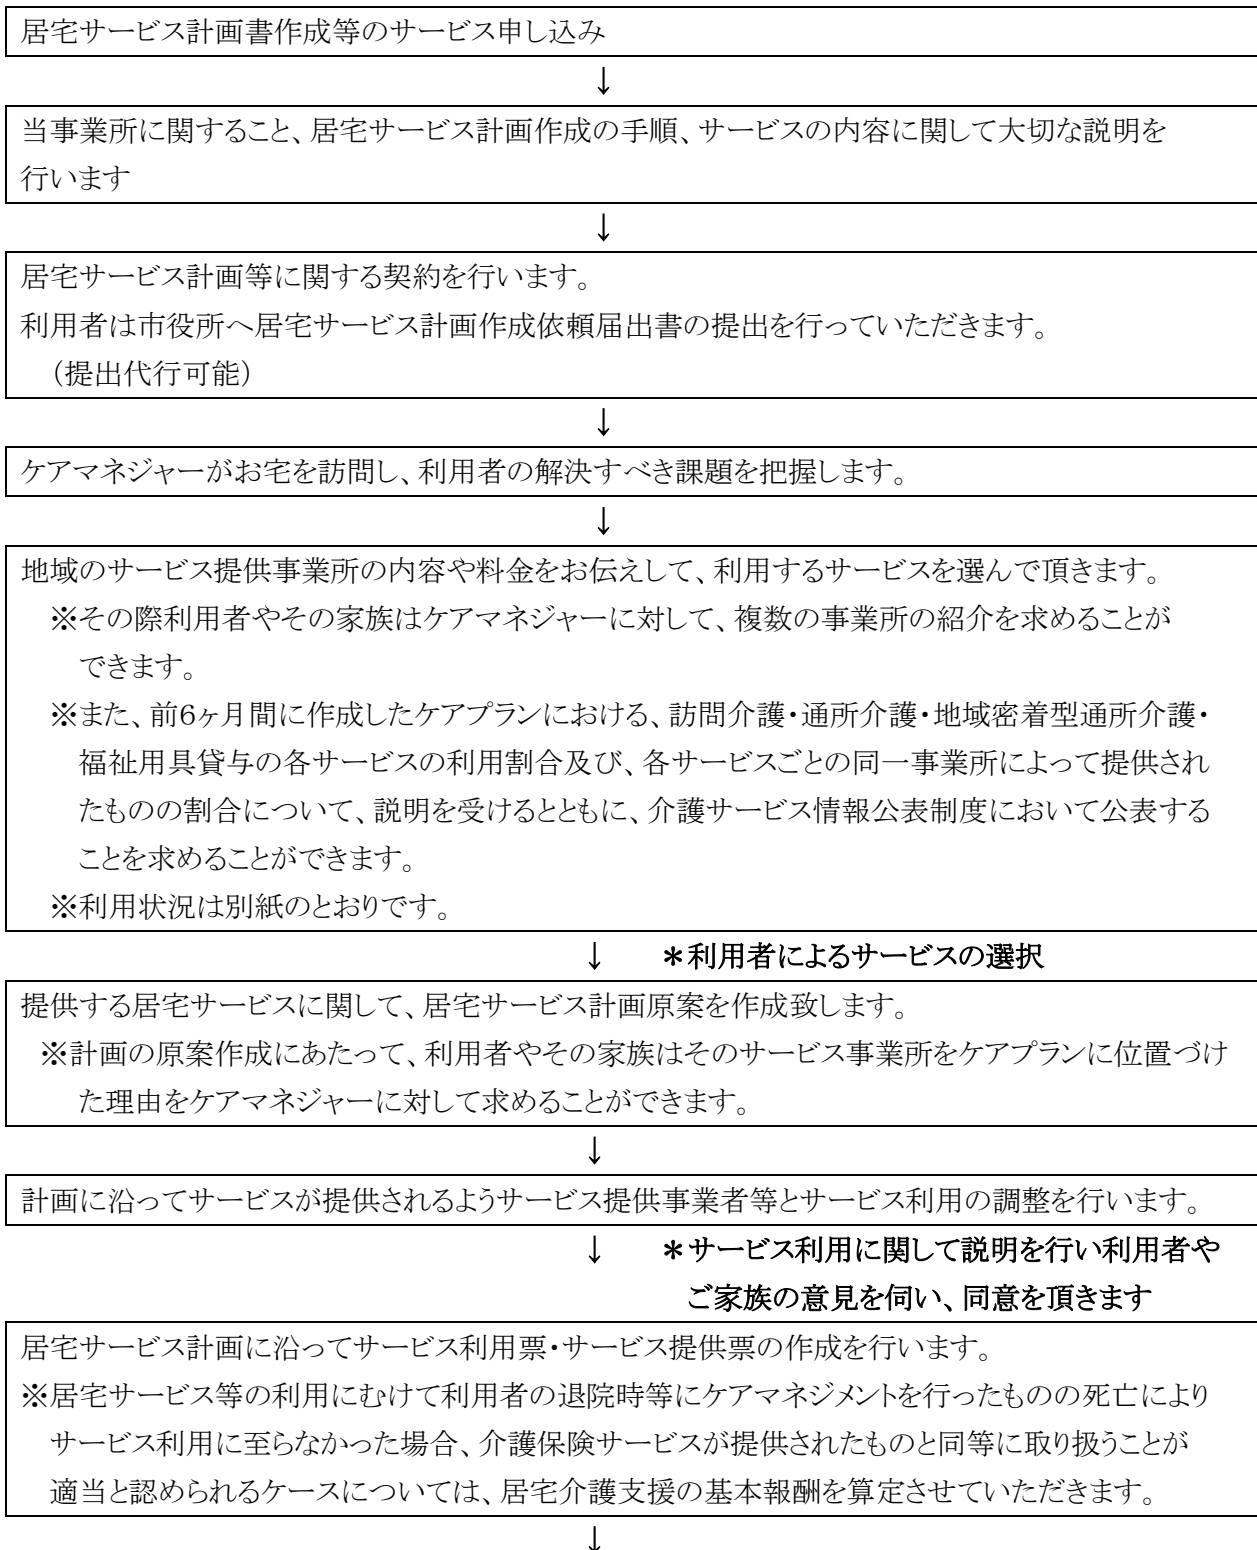 居宅サービス計画書作成等のサービス申し込み
↓
当事業所に関すること、居宅サービス計画作成の手順、サービスの内容に関して大切な説明を
行います
↓
居宅サービス計画等に関する契約を行います。
利用者は市役所へ居宅サービス計画作成依頼届出書の提出を行っていただきます。
（提出代行可能）
↓
ケアマネジャーがお宅を訪問し、利用者の解決すべき課題を把握します。
↓
地域のサービス提供事業所の内容や料金をお伝えして、利用するサービスを選んで頂きます。
※その際利用者やその家族はケアマネジャーに対して、複数の事業所の紹介を求めることが
できます。
※また、前6ヶ月間に作成したケアプランにおける、訪問介護・通所介護・地域密着型通所介護・
福祉用具貸与の各サービスの利用割合及び、各サービスごとの同一事業所によって提供され
たものの割合について、説明を受けるとともに、介護サービス情報公表制度において公表する
ことを求めることができます。
※利用状況は別紙のとおりです。
↓ ＊利用者によるサービスの選択
提供する居宅サービスに関して、居宅サービス計画原案を作成致します。
※計画の原案作成にあたって、利用者やその家族はそのサービス事業所をケアプランに位置づけ
た理由をケアマネジャーに対して求めることができます。
↓
計画に沿ってサービスが提供されるようサービス提供事業者等とサービス利用の調整を行います。
↓ ＊サービス利用に関して説明を行い利用者や
ご家族の意見を伺い、同意を頂きます
居宅サービス計画に沿ってサービス利用票・サービス提供票の作成を行います。
※居宅サービス等の利用にむけて利用者の退院時等にケアマネジメントを行ったものの死亡により
サービス利用に至らなかった場合、介護保険サービスが提供されたものと同等に取り扱うことが
適当と認められるケースについては、居宅介護支援の基本報酬を算定させていただきます。
↓